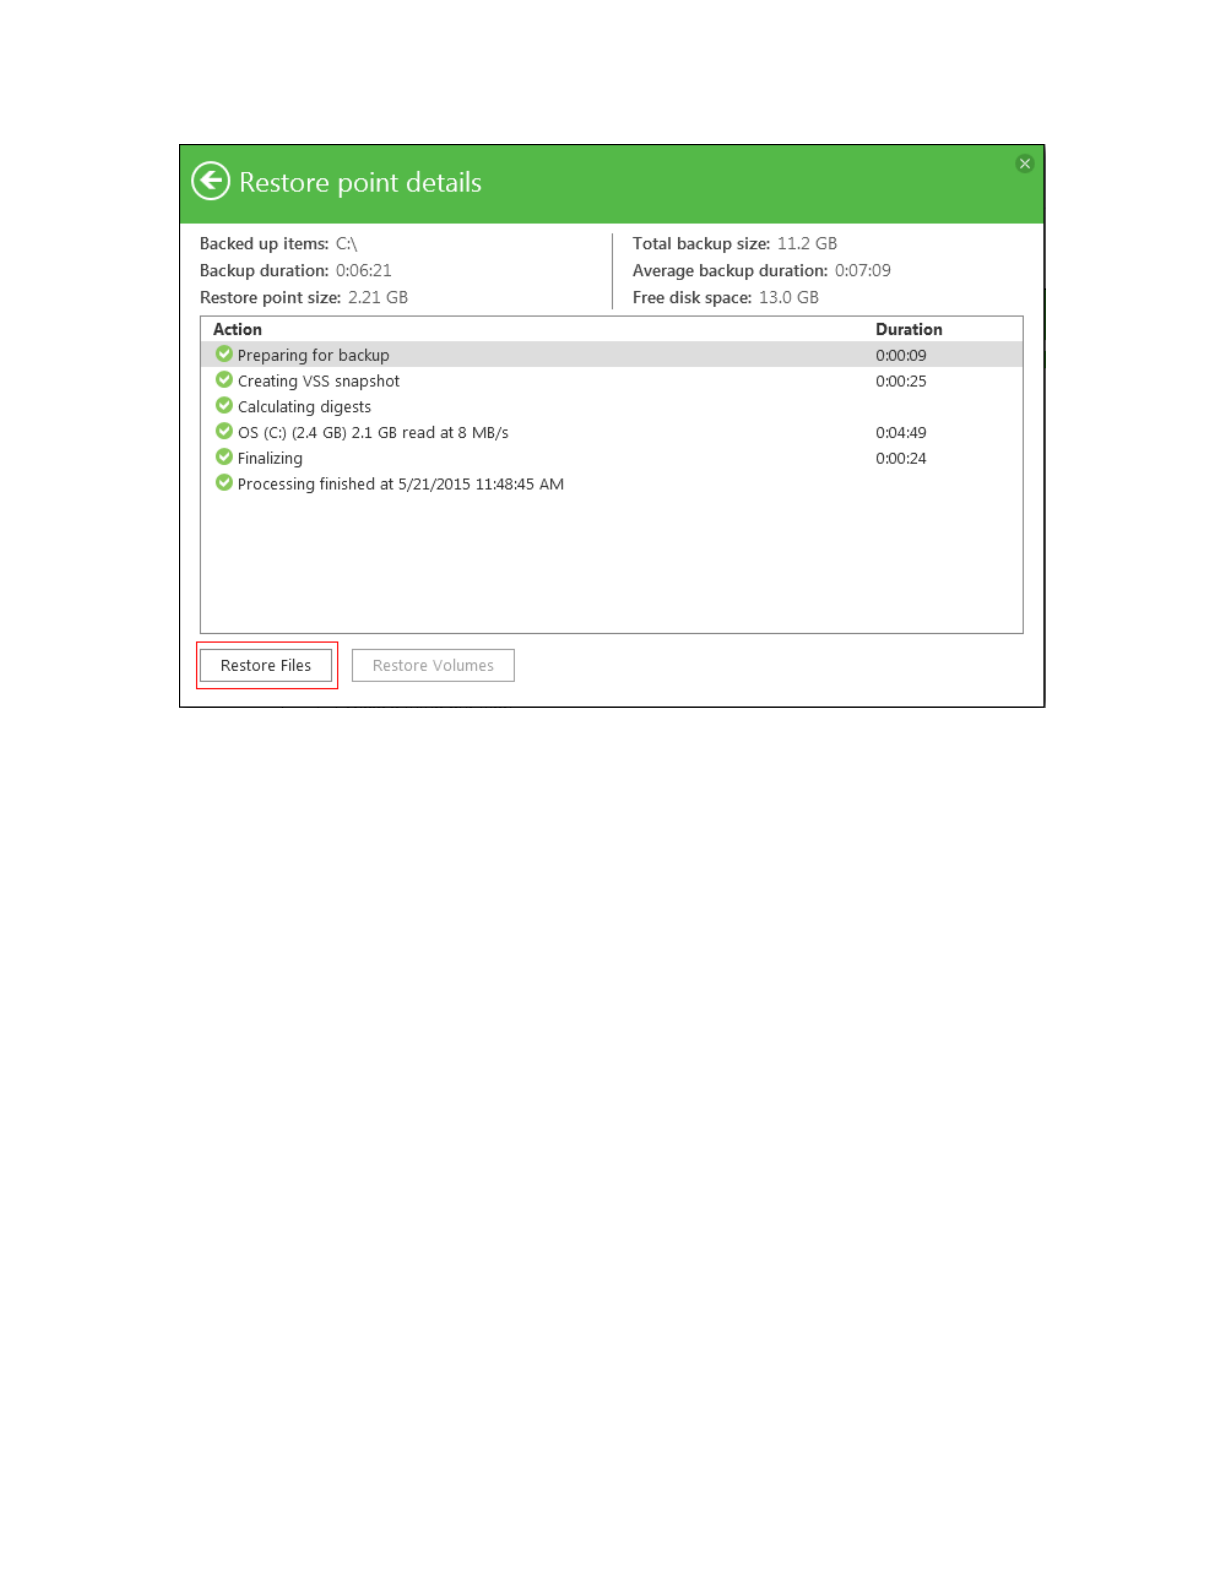 Restore point details
Backed up items: C:\
Backup duration: 0:06:21
Restore point size: 2.21 GB
Total backup size: 11.2 GB
Average backup duration: 0:07:09
Free disk space: 13.0 GB
Action Duration
Preparing for backup 0:00:09
Creating VSS snapshot 0:00:25
Calculating digests
OS (C:) (2.4 GB) 2.1 GB read at 8 MB/s 0:04:49
Finalizing 0:00:24
Processing finished at 5/21/2015 11:48:45 AM
Restore Files Restore Volumes